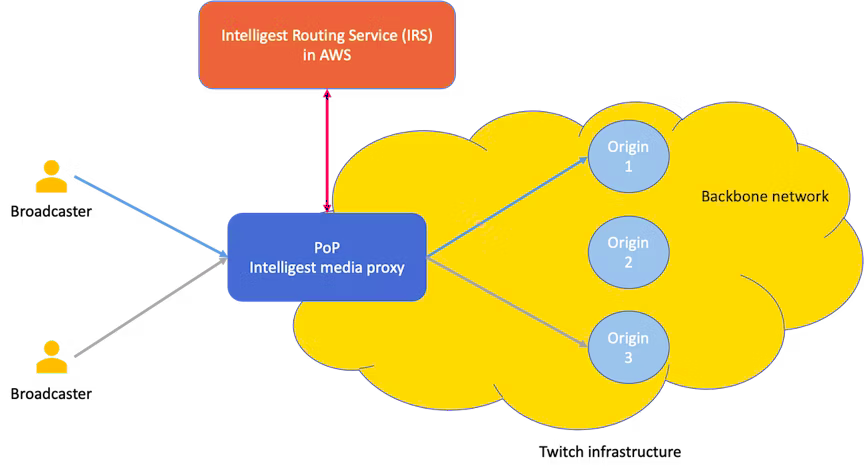 Intelligest Routing Service (IRS)
in AWS
Origin
1
Backbone network
Broadcaster
PoP
Intelligest media proxy
Origin
2
Origin
3
Broadcaster
Twitch infrastructure